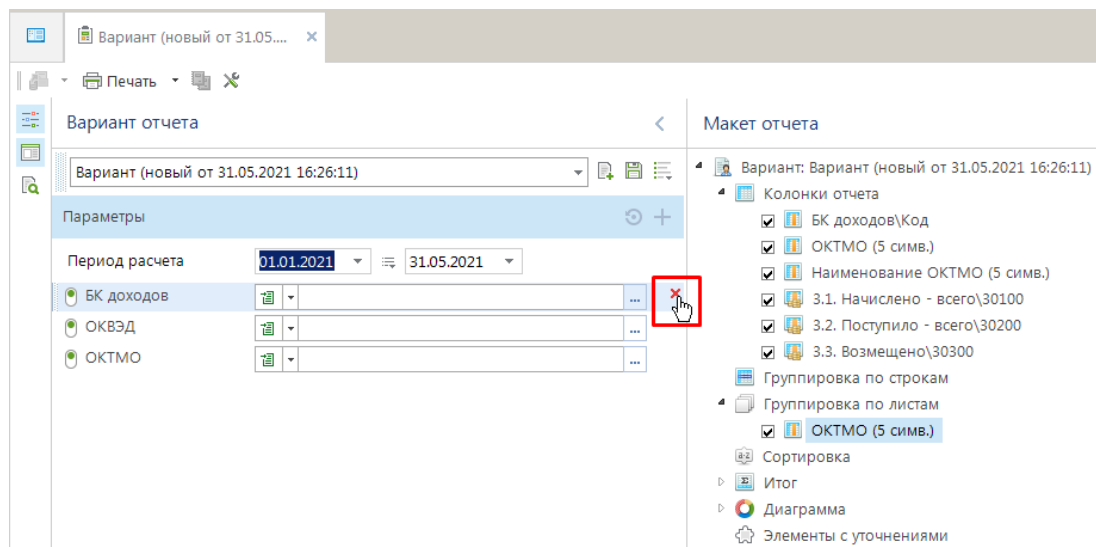 Вариант (новый от 31.05....
Печать
Вариант отчета
Вариант (новый от 31.05.2021 16:26:11)
Параметры
Период расчета 01.01.2021 31.05.2021
БК доходов
ОКВЭД
ОКТМО
Макет отчета
Вариант: Вариант (новый от 31.05.2021 16:26:11)
Колонки отчета
БК доходов\Код
ОКТМО (5 симв.)
Наименование ОКТМО (5 симв.)
3.1. Начислено - всего\30100
3.2. Поступило - всего\30200
3.3. Возмещено\30300
Группировка по строкам
Группировка по листам
ОКТМО (5 симв.)
Сортировка
Итог
Диаграмма
Элементы с уточнениями